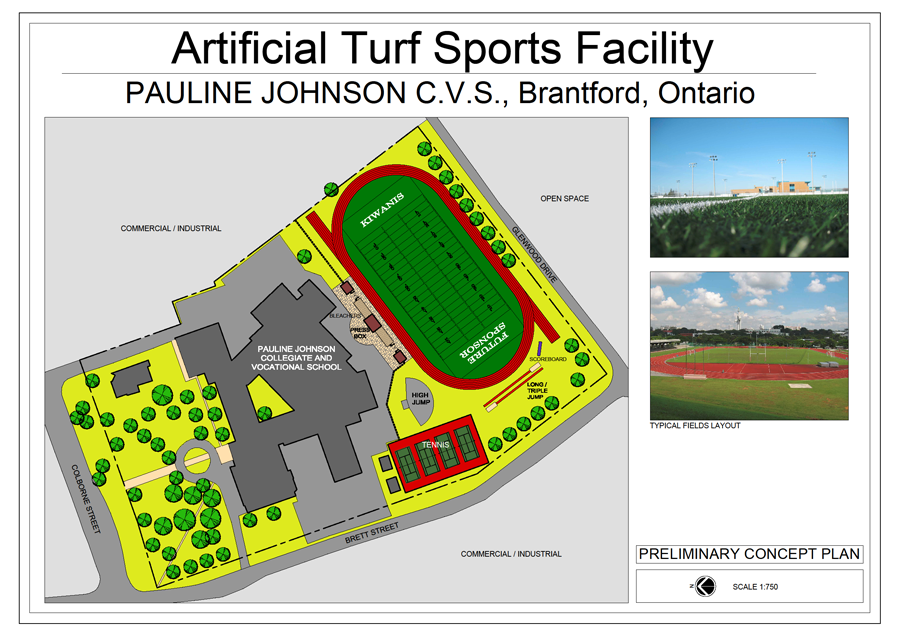 Artificial Turf Sports Facility
PAULINE JOHNSON C.V.S., Brantford, Ontario
OPEN SPACE
COMMERCIAL / INDUSTRIAL
KIWANIS
GLENWOOD DRIVE
BLEACHERS
PRESS
BOX
PAULINE JOHNSON
COLLEGIATE AND
VOCATIONAL SCHOOL
FUTURE
SPONSOR
SCOREBOARD
LONG /
TRIPLE
JUMP
HIGH
JUMP
TENNIS
COLBORNE STREET
BRETT STREET
COMMERCIAL / INDUSTRIAL
TYPICAL FIELDS LAYOUT
PRELIMINARY CONCEPT PLAN
N
SCALE 1:750